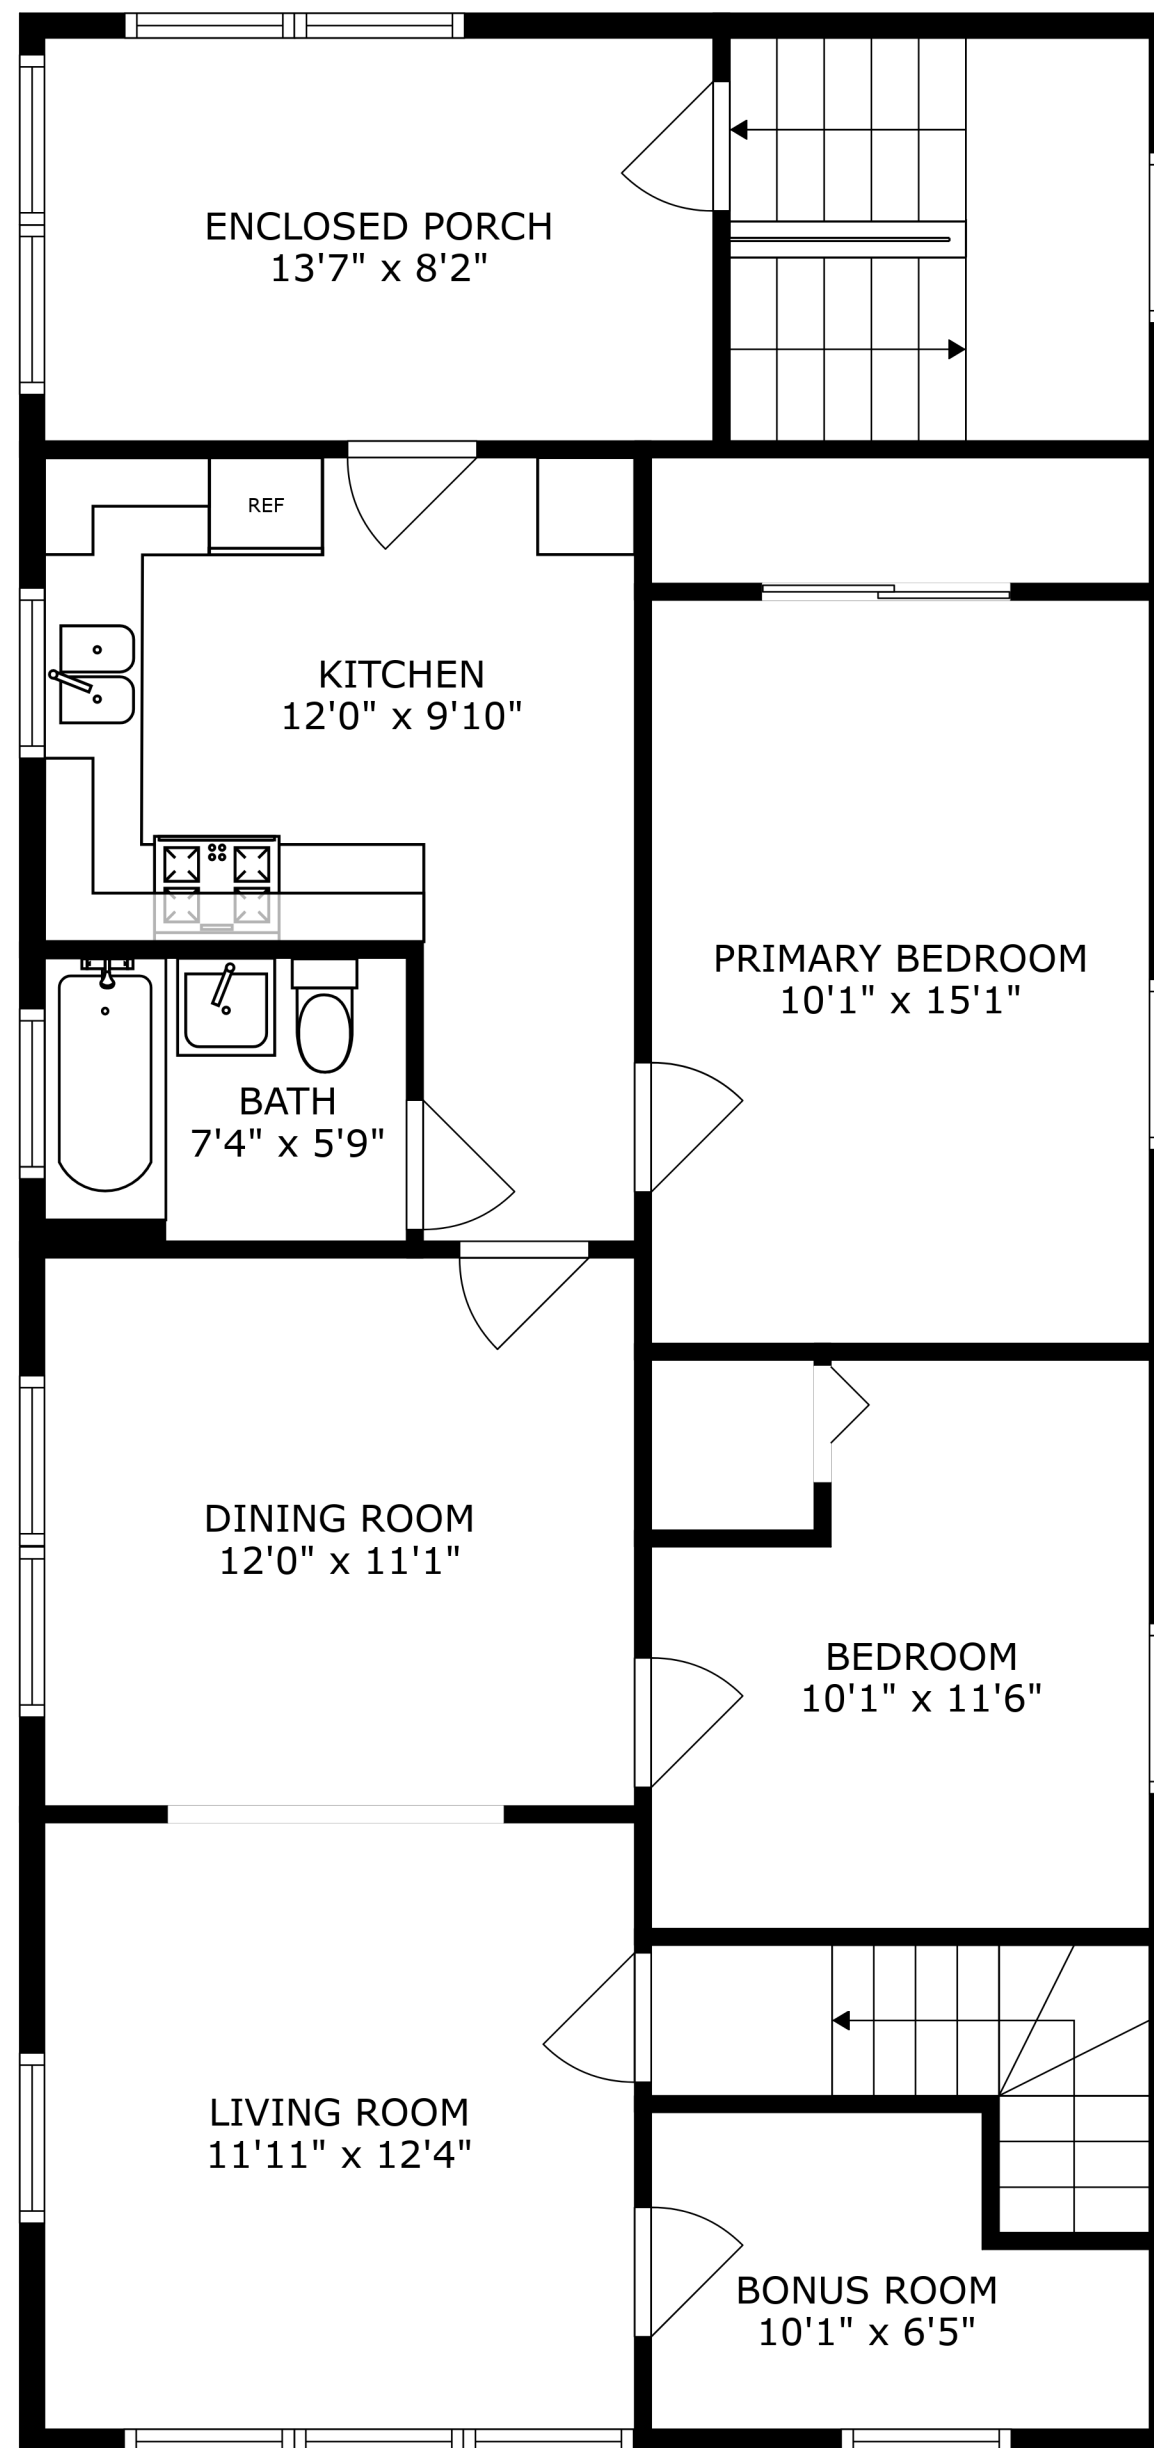 ENCLOSED PORCH
13'7" x 8'2"
REF
KITCHEN
12'0" x 9'10"
PRIMARY BEDROOM
10'1" x 15'1"
BATH
7'4" x 5'9"
DINING ROOM
12'0" x 11'1"
BEDROOM
10'1" x 11'6"
LIVING ROOM
11'11" x 12'4"
BONUS ROOM
10'1" x 6'5"